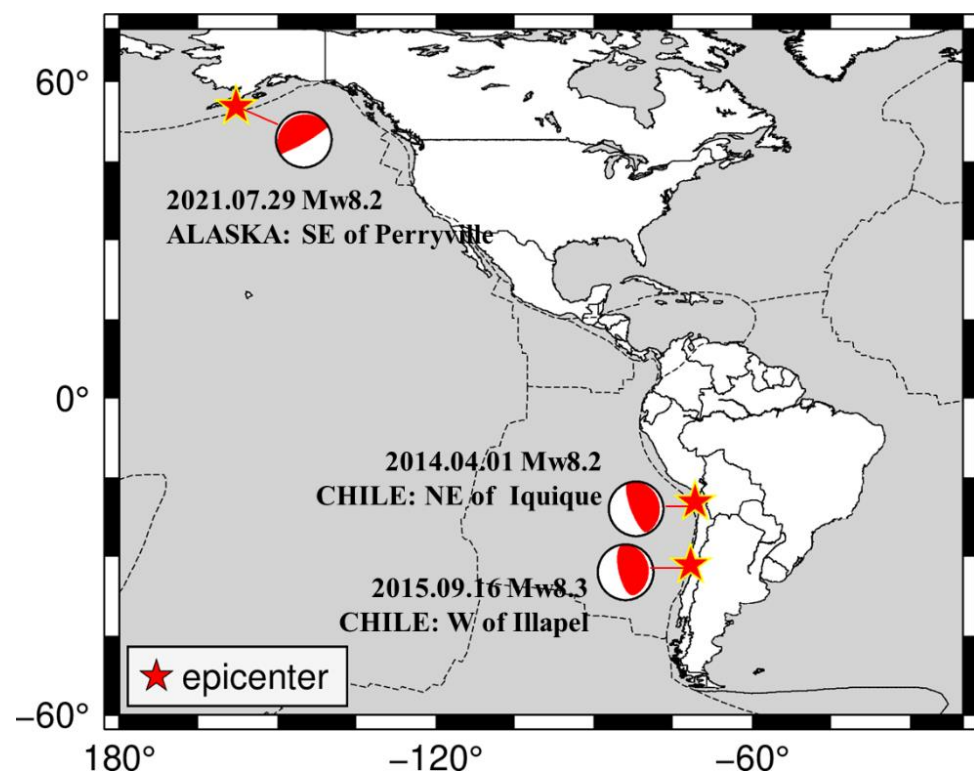 60°
2021.07.29 Mw8.2
ALASKA: SE of Perryville
0°
2014.04.01 Mw8.2
CHILE: NE of Iquique
2015.09.16 Mw8.3
CHILE: W of Illapel
epicenter
−60°
180°
−120°
−60°